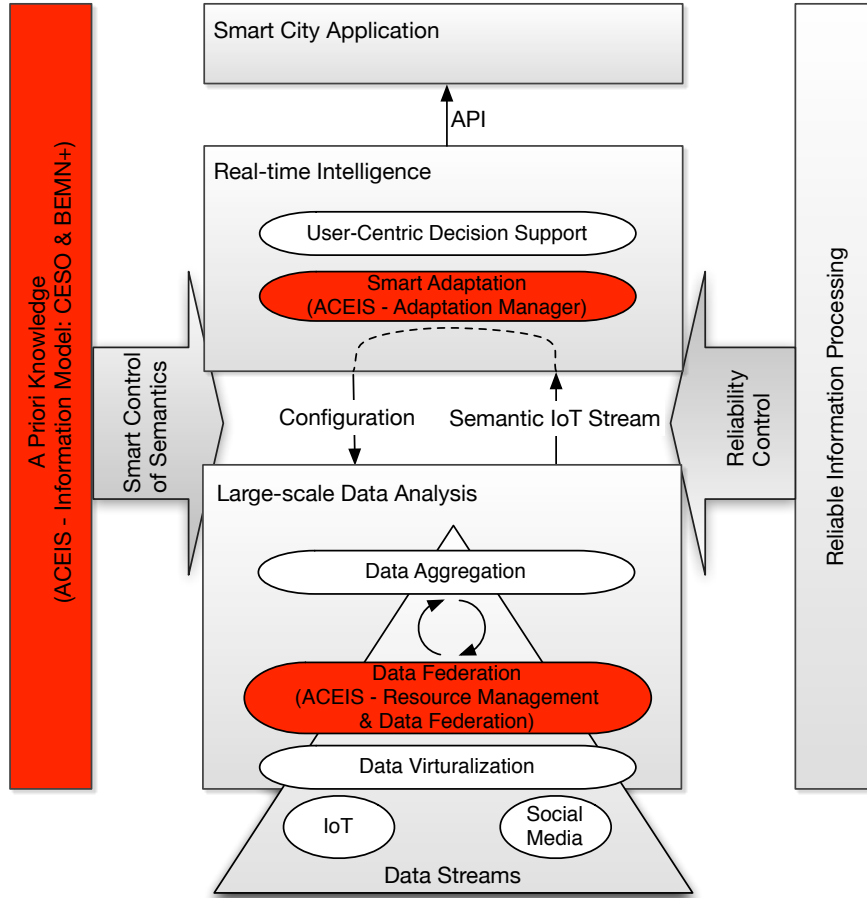 Smart City Application
API
Real-time Intelligence
User-Centric Decision Support
Smart Adaptation
(ACEIS - Adaptation Manager)
A Priori Knowledge
(ACEIS - Information Model: CESO & BEMN+)
Smart Control
of Semantics
Configuration
Semantic IoT Stream
Reliability
Control
Reliable Information Processing
Large-scale Data Analysis
Data Aggregation
Data Federation
(ACEIS - Resource Management
& Data Federation)
Data Virturalization
IoT
Social
Media
Data Streams